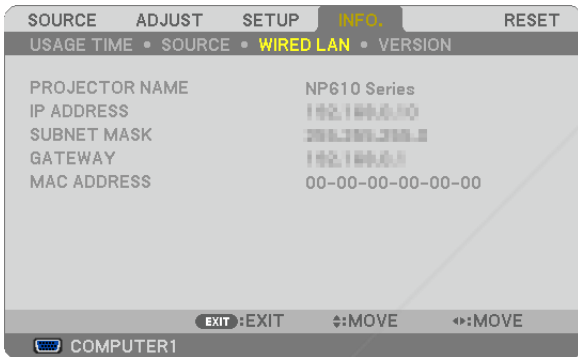 SOURCE ADJUST SETUP INFO. RESET
USAGE TIME • SOURCE • WIRED LAN • VERSION
PROJECTOR NAME NP610 Series
IP ADDRESS
SUBNET MASK
GATEWAY
MAC ADDRESS 00-00-00-00-00-00
EXIT :EXIT :MOVE :MOVE
COMPUTER1